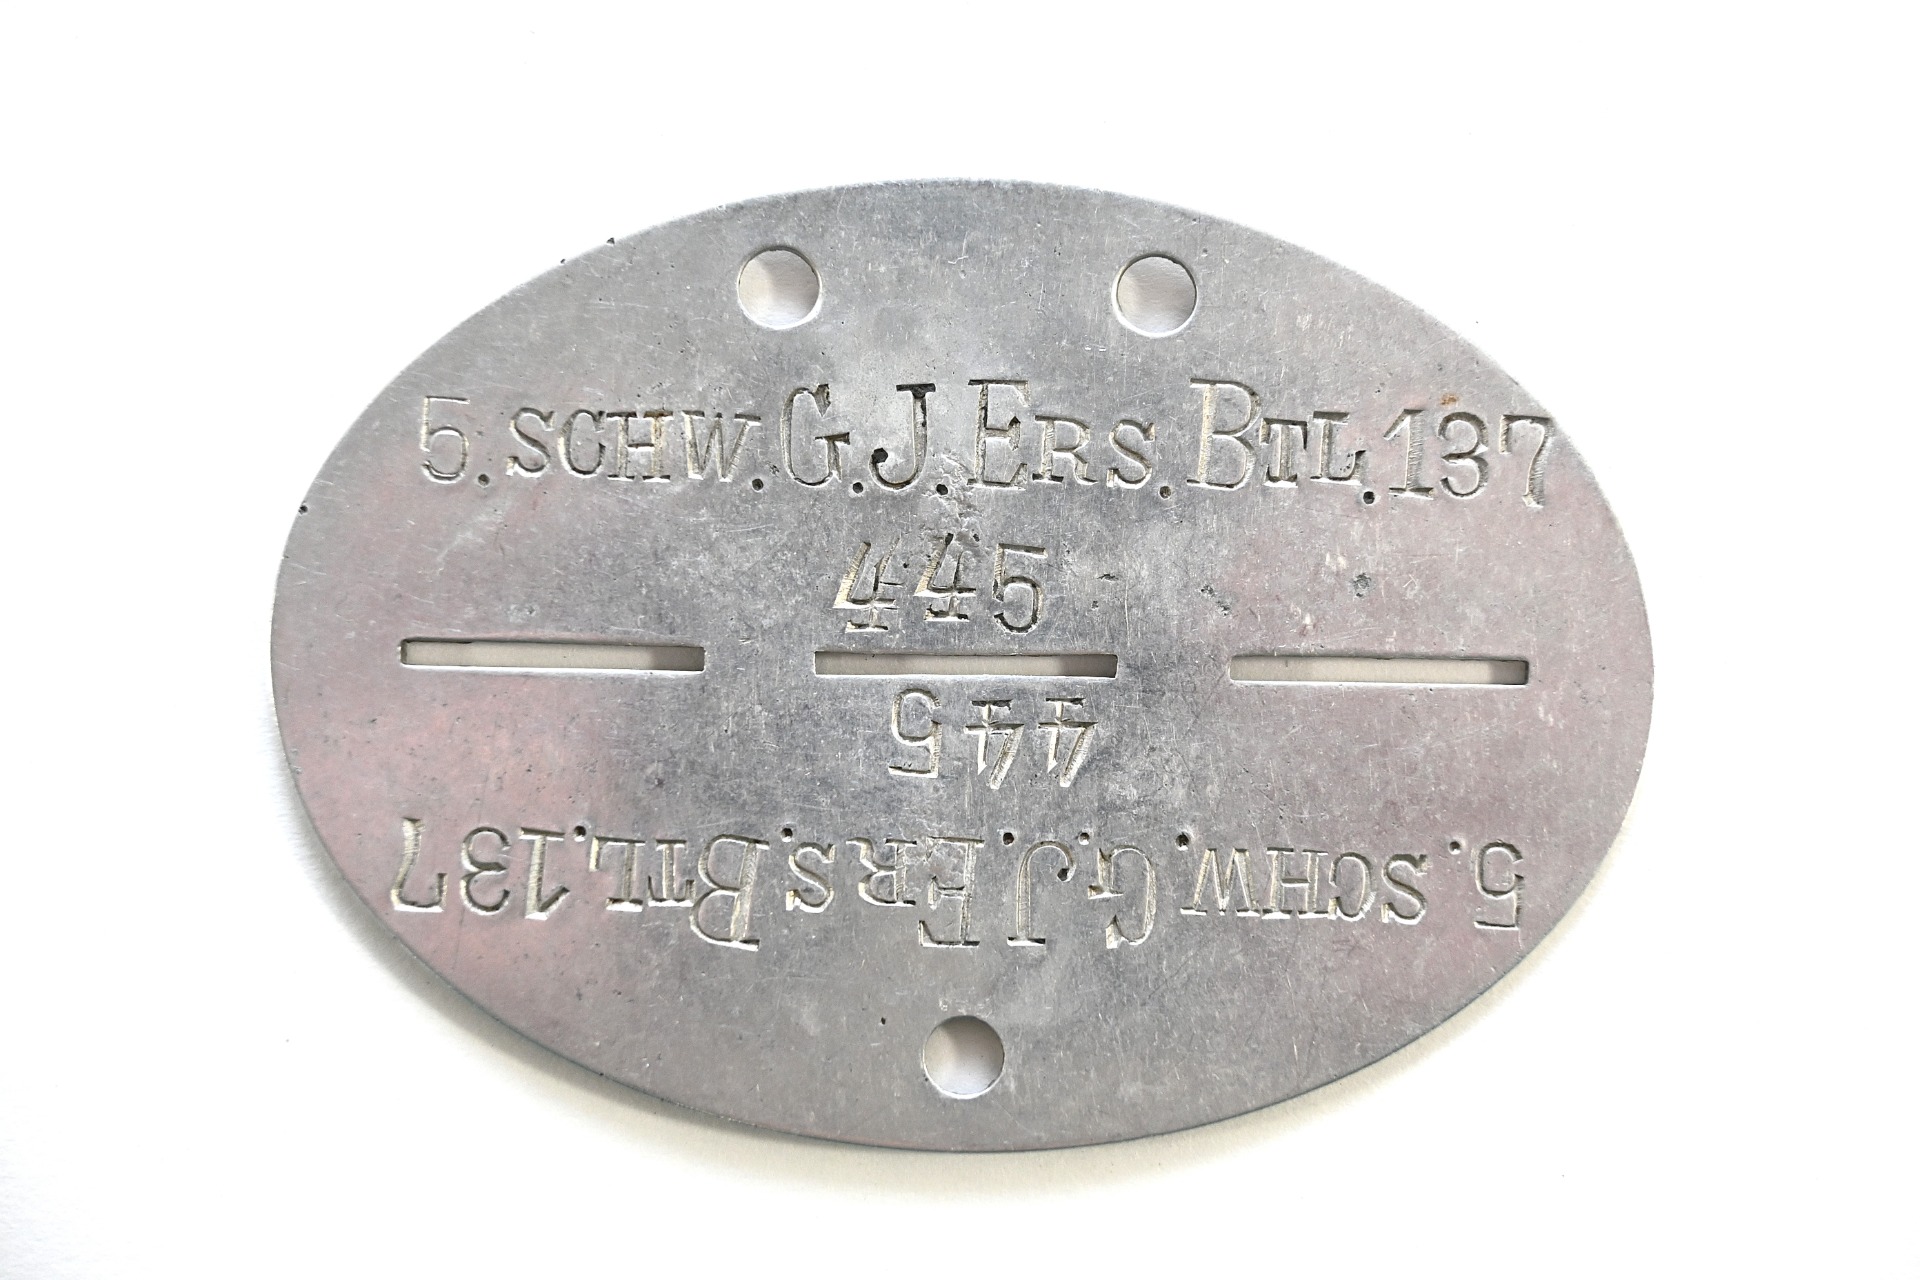 5. SCHW. G. J. ERS. BTL. 137
445
445
5. SCHW. G. J. ERS. BTL. 137